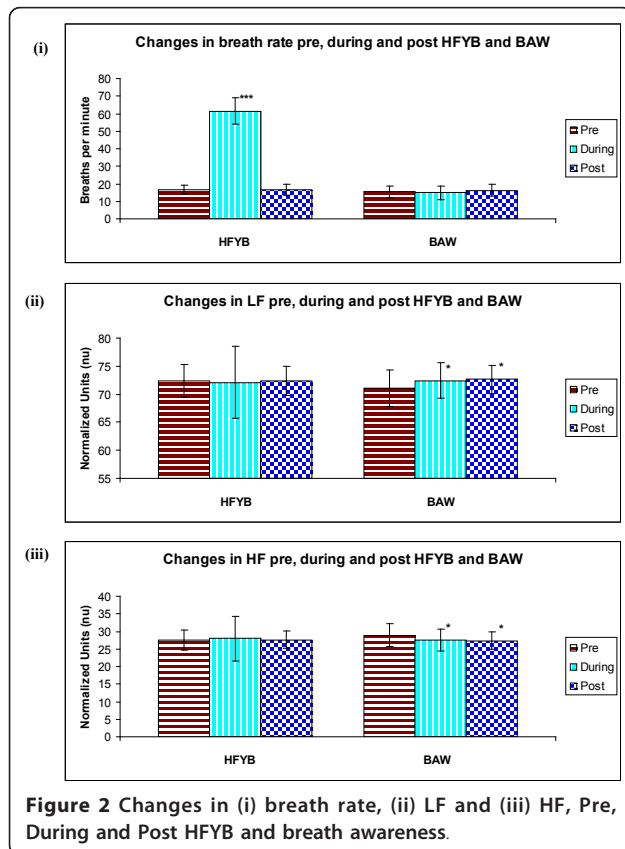 (i)
Changes in breath rate pre, during and post HFYB and BAW
Breaths per minute
80
70
60
50
40
30
20
10
0
***
HFYB
BAW
Pre
During
Post
(ii)
Changes in LF pre, during and post HFYB and BAW
Normalized Units (nu)
80
75
70
65
60
55
*
*
HFYB
BAW
Pre
During
Post
(iii)
Changes in HF pre, during and post HFYB and BAW
Normalized Units (nu)
40
35
30
25
20
15
10
5
0
*
*
HFYB
BAW
Pre
During
Post
Figure 2 Changes in (i) breath rate, (ii) LF and (iii) HF, Pre,
During and Post HFYB and breath awareness.